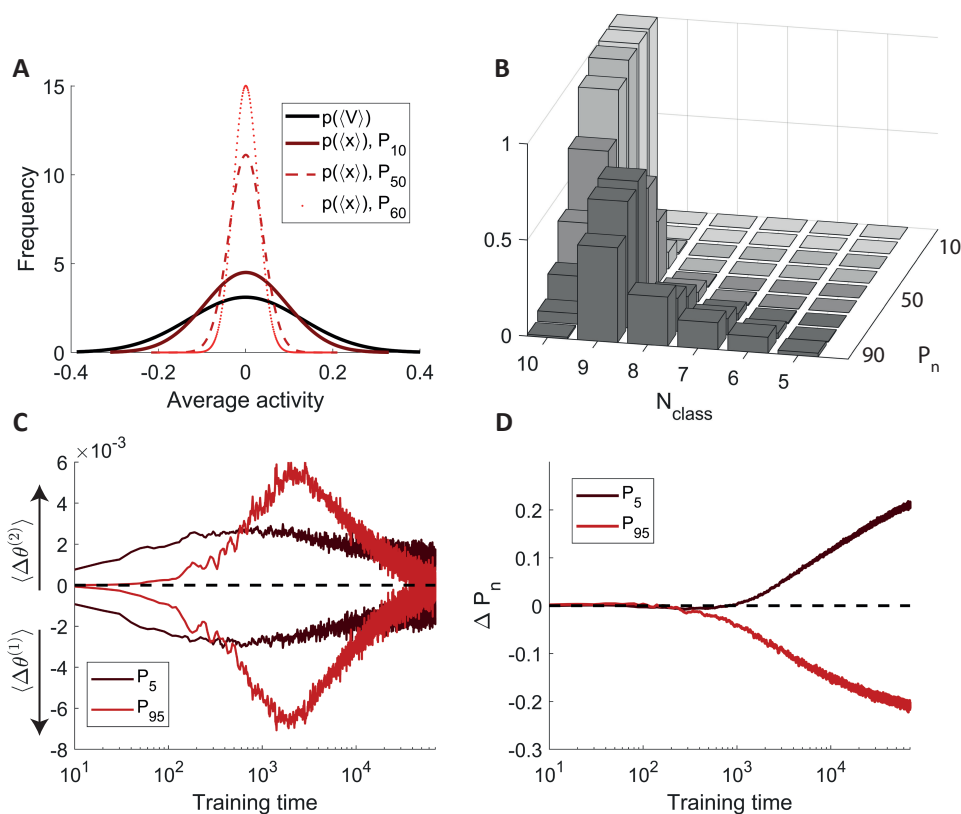 A
15
10
5
0
Frequency
-0.4
-0.2
0
0.2
0.4
Average activity
p(⟨V⟩)
p(⟨x⟩), P10
p(⟨x⟩), P50
p(⟨x⟩), P60
B
1
0.5
0
10
9
8
7
6
5
Nclass
10
50
90
Pn
C
×10-3
6
4
2
0
-2
-4
-6
-8
⟨Δθ(2)⟩
⟨Δθ(1)⟩
P5
P95
101
102
103
104
Training time
D
0.2
0.1
0
-0.1
-0.2
-0.3
Δ Pn
P5
P95
101
102
103
104
Training time